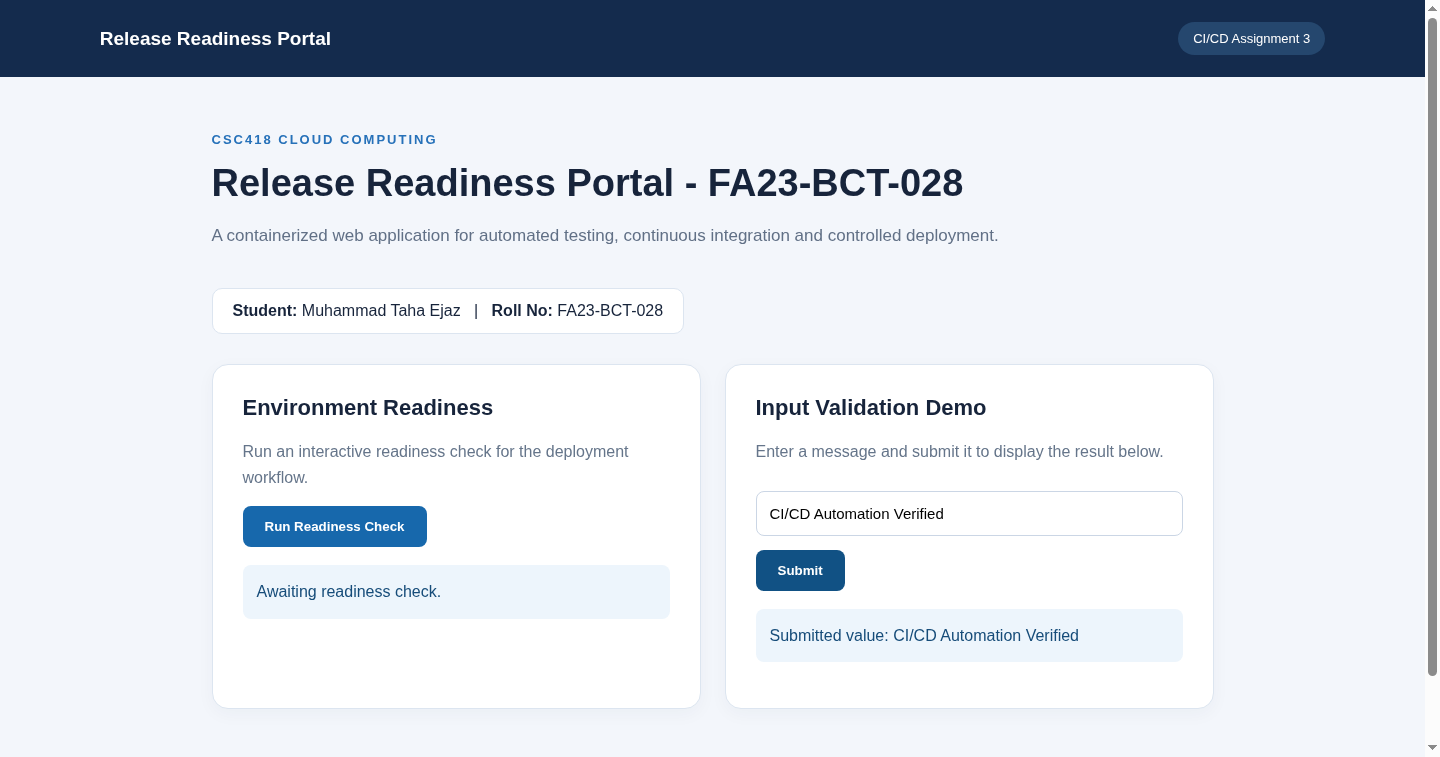 Release Readiness Portal
CI/CD Assignment 3
CSC418 CLOUD COMPUTING
Release Readiness Portal - FA23-BCT-028
A containerized web application for automated testing, continuous integration and controlled deployment.
Student: Muhammad Taha Ejaz | Roll No: FA23-BCT-028
Environment Readiness
Run an interactive readiness check for the deployment
workflow.
Run Readiness Check
Awaiting readiness check.
Input Validation Demo
Enter a message and submit it to display the result below.
CI/CD Automation Verified
Submit
Submitted value: CI/CD Automation Verified